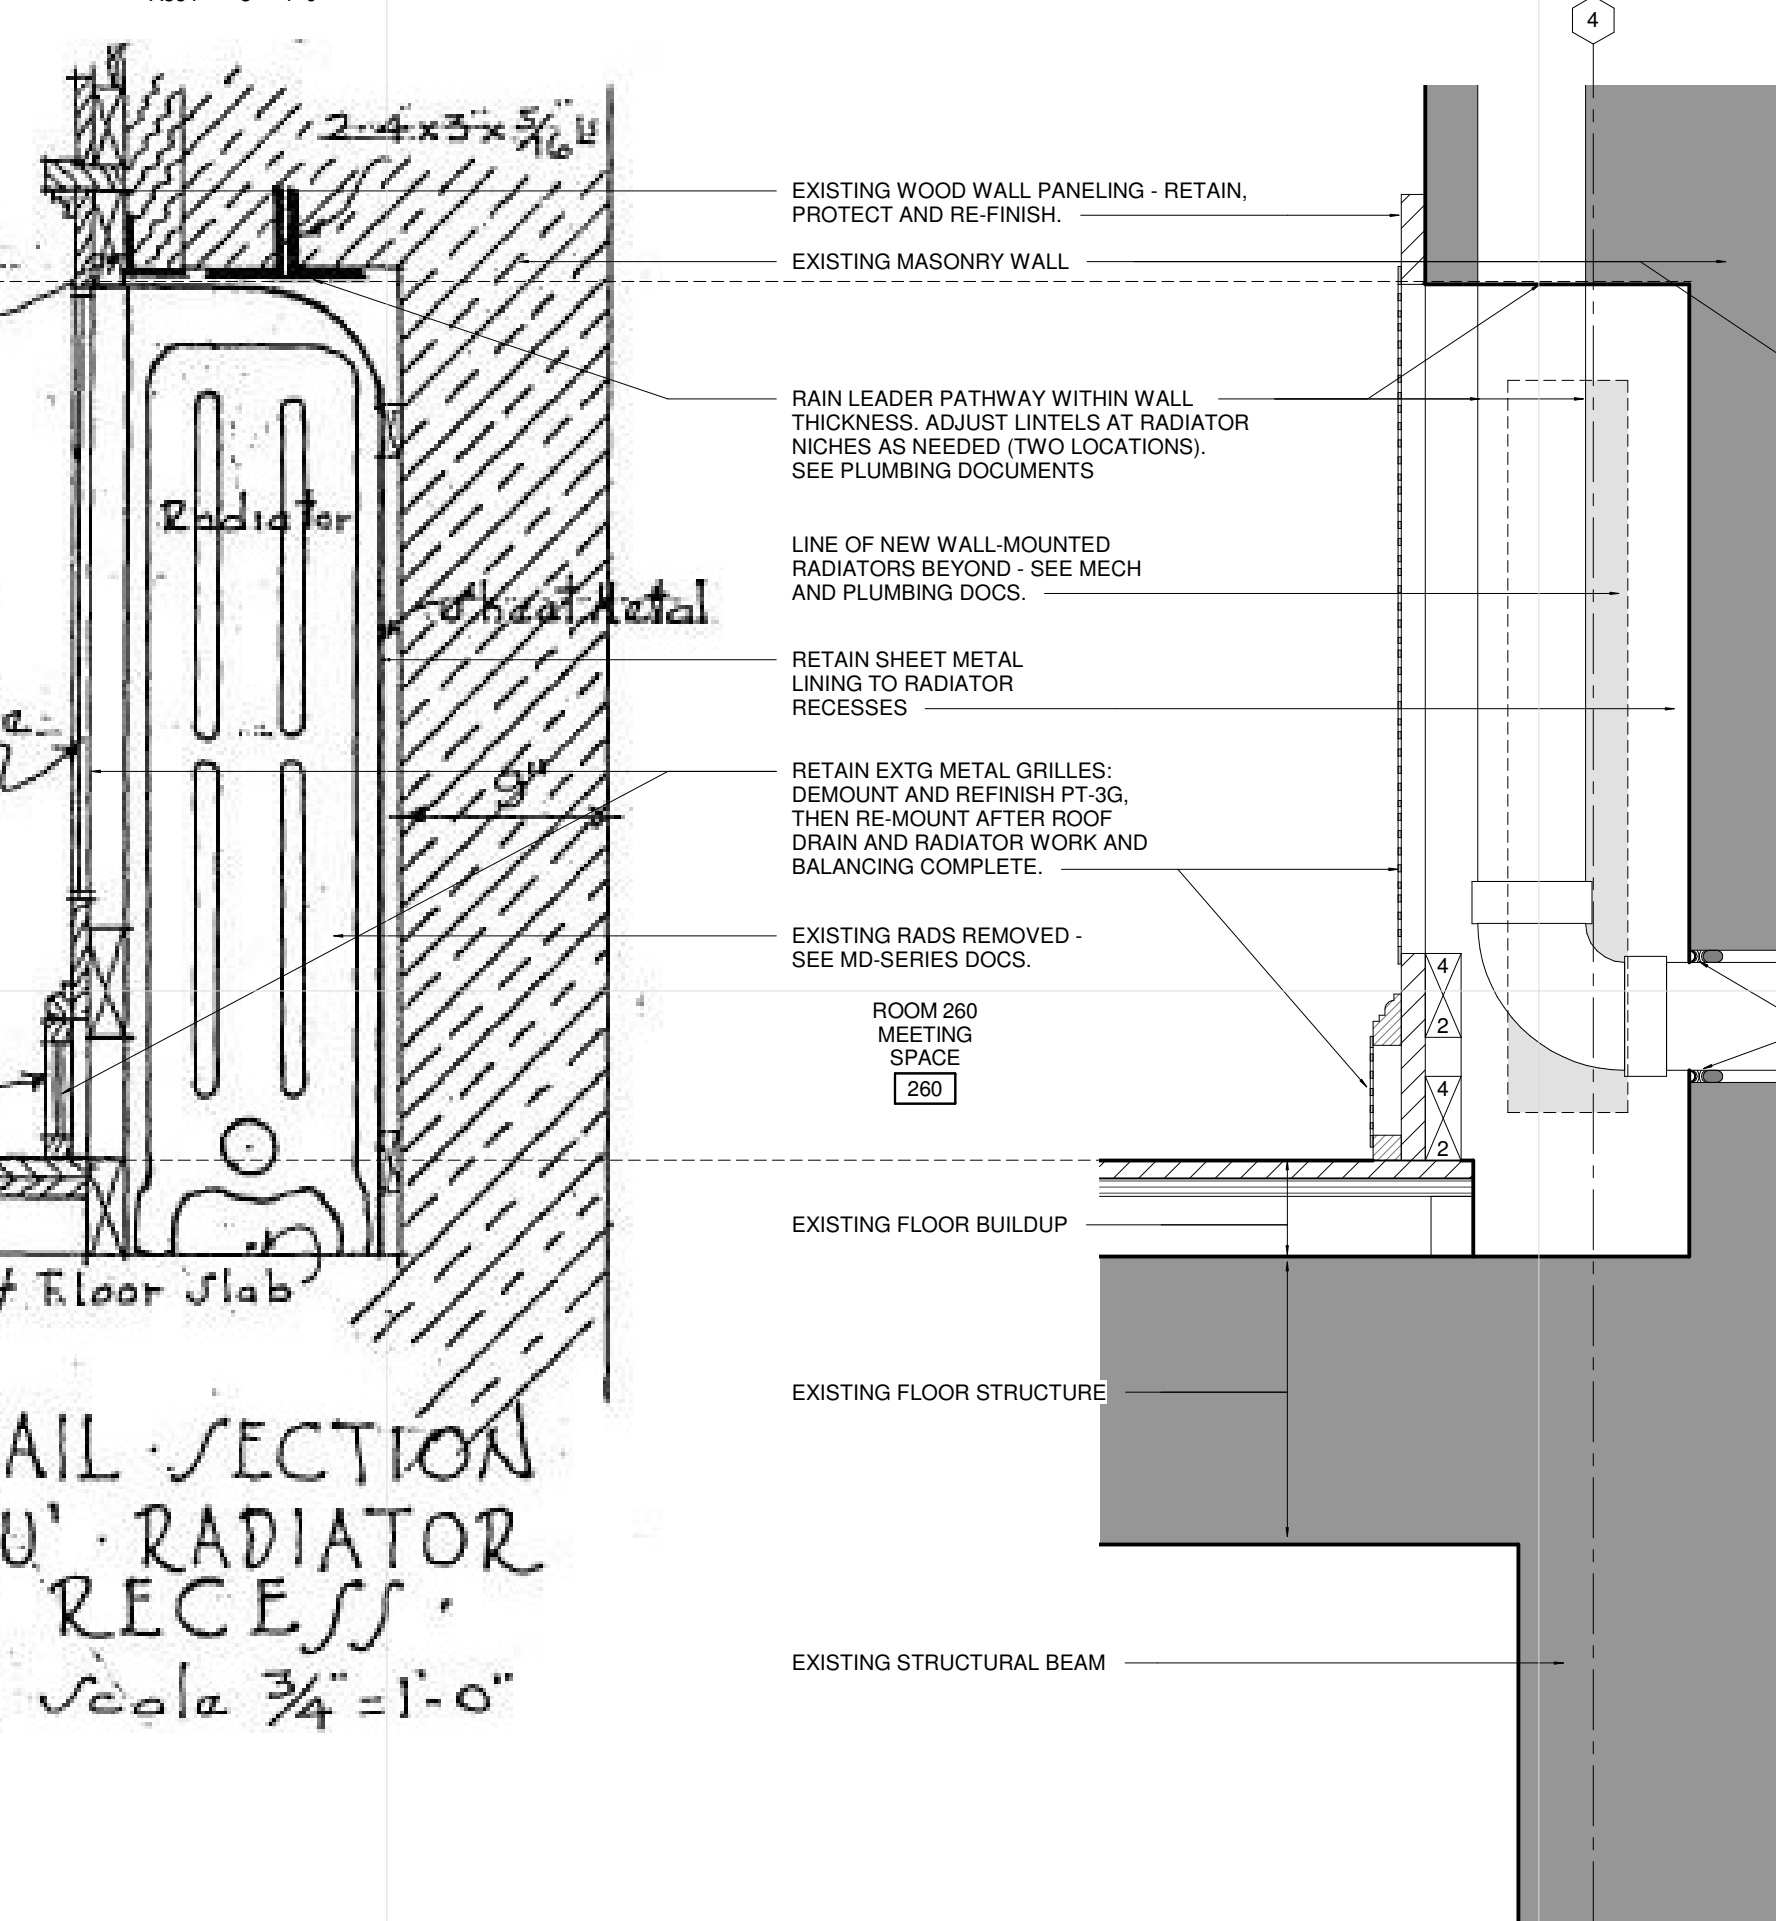 4
2-4x3"x5/16" Ls
EXISTING WOOD WALL PANELING - RETAIN,
PROTECT AND RE-FINISH.
EXISTING MASONRY WALL
RAIN LEADER PATHWAY WITHIN WALL
THICKNESS. ADJUST LINTELS AT RADIATOR
NICHES AS NEEDED (TWO LOCATIONS).
SEE PLUMBING DOCUMENTS
Radiator
LINE OF NEW WALL-MOUNTED
RADIATORS BEYOND - SEE MECH
AND PLUMBING DOCS.
Sheet Metal
RETAIN SHEET METAL
LINING TO RADIATOR
RECESSES
9"
RETAIN EXTG METAL GRILLES:
DEMOUNT AND REFINISH PT-3G,
THEN RE-MOUNT AFTER ROOF
DRAIN AND RADIATOR WORK AND
BALANCING COMPLETE.
EXISTING RADS REMOVED -
SEE MD-SERIES DOCS.
4
2
4
2
ROOM 260
MEETING
SPACE
260
EXISTING FLOOR BUILDUP
Floor Slab
EXISTING FLOOR STRUCTURE
AIL · SECTION
U' · RADIATOR
RECESS ·
Scale 3/4" = 1'-0"
EXISTING STRUCTURAL BEAM